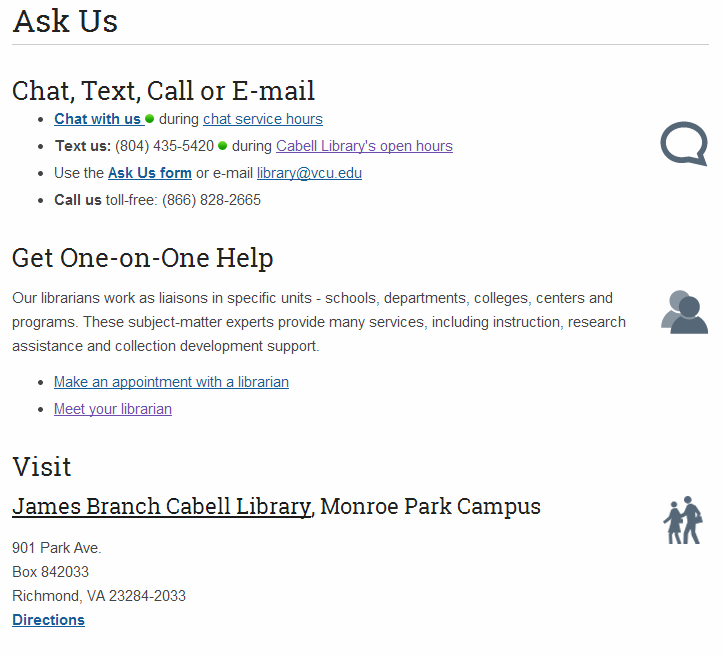 Ask Us
Chat, Text, Call or E-mail
Chat with us during chat service hours
Text us: (804) 435-5420 during Cabell Library's open hours
Use the Ask Us form or e-mail library@vcu.edu
Call us toll-free: (866) 828-2665
Get One-on-One Help
Our librarians work as liaisons in specific units - schools, departments, colleges, centers and
programs. These subject-matter experts provide many services, including instruction, research
assistance and collection development support.
Make an appointment with a librarian
Meet your librarian
Visit
James Branch Cabell Library, Monroe Park Campus
901 Park Ave.
Box 842033
Richmond, VA 23284-2033
Directions